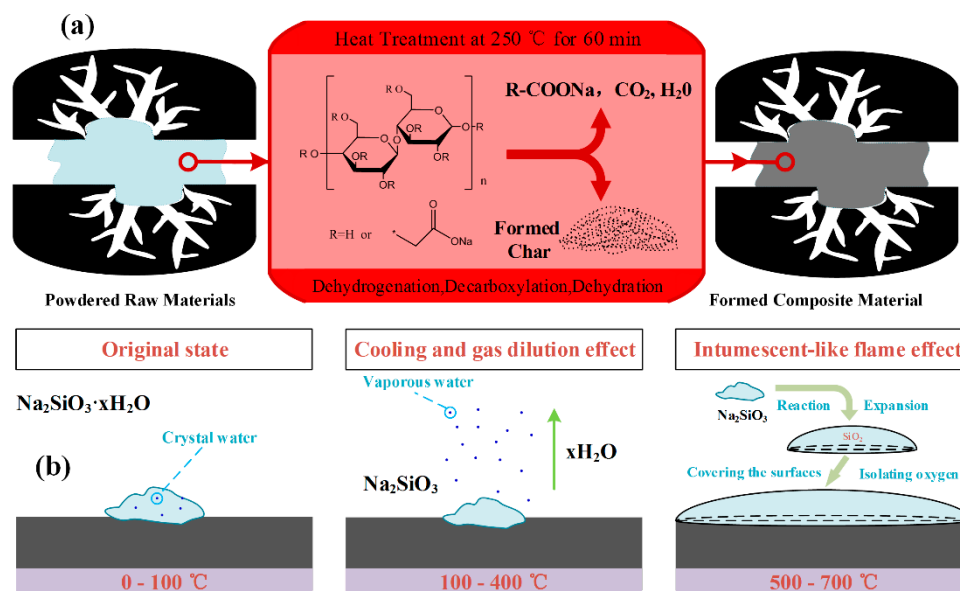 (a)
Heat Treatment at 250 ℃ for 60 min
RO
OR
RO
OR
O
O
R
O
OR
O
OR
RO
OR
n
R=H or
O
ONa
*
R-COONa, CO₂, H₂0
Formed
Char
Dehydrogenation,Decarboxylation,Dehydration
Powdered Raw Materials
Formed Composite Material
Original state
Cooling and gas dilution effect
Intumescent-like flame effect
Na₂SiO₃·xH₂O
Crystal water
(b)
0 - 100 ℃
Vaporous water
xH₂O
Na₂SiO₃
100 - 400 ℃
Na₂SiO₃
Reaction
Expansion
SiO₂
Covering the surfaces
Isolating oxygen
500 - 700 ℃